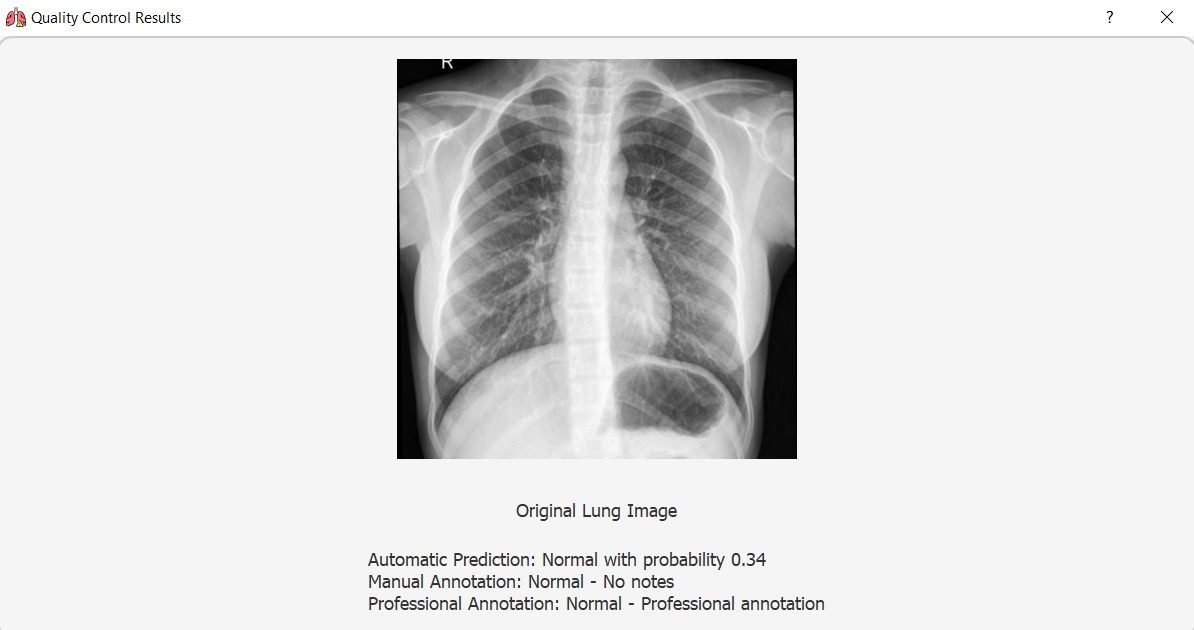 Quality Control Results
?
R
Original Lung Image
Automatic Prediction: Normal with probability 0.34
Manual Annotation: Normal - No notes
Professional Annotation: Normal - Professional annotation